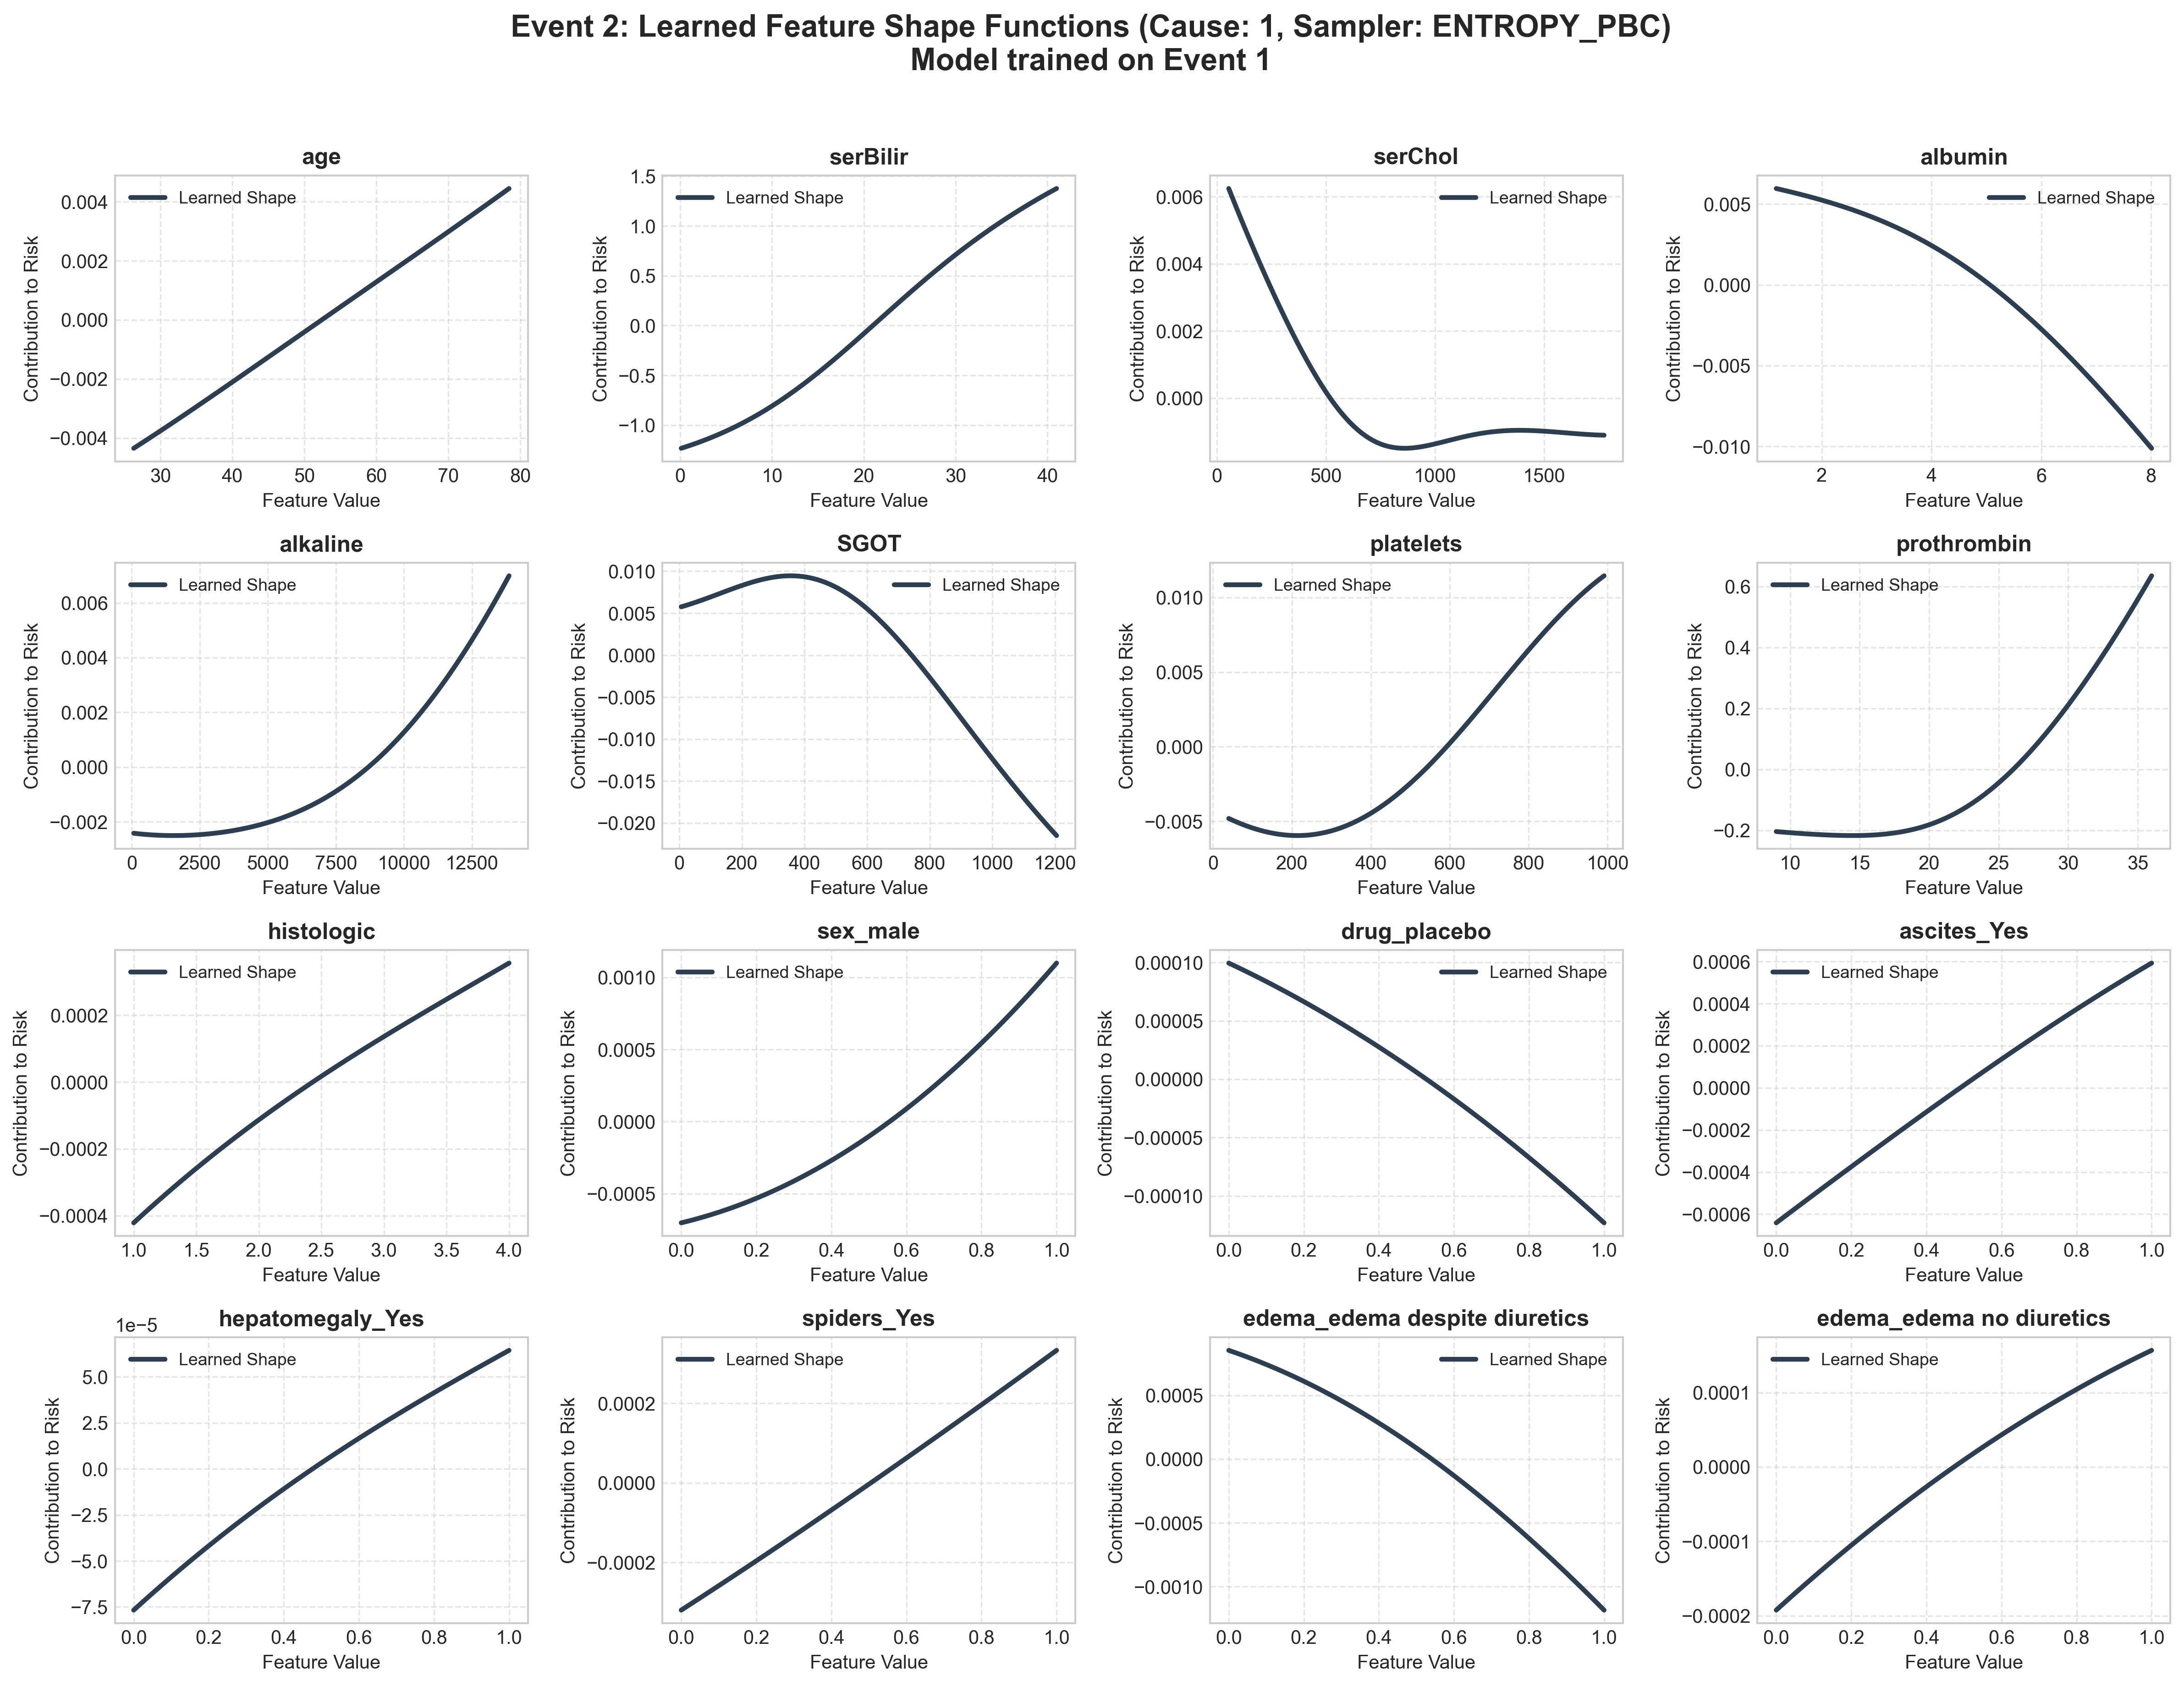 Event 2: Learned Feature Shape Functions (Cause: 1, Sampler: ENTROPY_PBC)
Model trained on Event 1
age
Learned Shape
Contribution to Risk
0.004
0.002
0.000
−0.002
−0.004
30 40 50 60 70 80
Feature Value
serBilir
Learned Shape
Contribution to Risk
1.5
1.0
0.5
0.0
−0.5
−1.0
0 10 20 30 40
Feature Value
serChol
Learned Shape
Contribution to Risk
0.006
0.004
0.002
0.000
0 500 1000 1500
Feature Value
albumin
Learned Shape
Contribution to Risk
0.005
0.000
−0.005
−0.010
2 4 6 8
Feature Value
alkaline
Learned Shape
Contribution to Risk
0.006
0.004
0.002
0.000
−0.002
0 2500 5000 7500 10000 12500
Feature Value
SGOT
Learned Shape
Contribution to Risk
0.010
0.005
0.000
−0.005
−0.010
−0.015
−0.020
0 200 400 600 800 1000 1200
Feature Value
platelets
Learned Shape
Contribution to Risk
0.010
0.005
0.000
−0.005
0 200 400 600 800 1000
Feature Value
prothrombin
Learned Shape
Contribution to Risk
0.6
0.4
0.2
0.0
−0.2
10 15 20 25 30 35
Feature Value
histologic
Learned Shape
Contribution to Risk
0.0002
0.0000
−0.0002
−0.0004
1.0 1.5 2.0 2.5 3.0 3.5 4.0
Feature Value
sex_male
Learned Shape
Contribution to Risk
0.0010
0.0005
0.0000
−0.0005
0.0 0.2 0.4 0.6 0.8 1.0
Feature Value
drug_placebo
Learned Shape
Contribution to Risk
0.00010
0.00005
0.00000
−0.00005
−0.00010
0.0 0.2 0.4 0.6 0.8 1.0
Feature Value
ascites_Yes
Learned Shape
Contribution to Risk
0.0006
0.0004
0.0002
0.0000
−0.0002
−0.0004
−0.0006
0.0 0.2 0.4 0.6 0.8 1.0
Feature Value
hepatomegaly_Yes
1e−5
Learned Shape
Contribution to Risk
5.0
2.5
0.0
−2.5
−5.0
−7.5
0.0 0.2 0.4 0.6 0.8 1.0
Feature Value
spiders_Yes
Learned Shape
Contribution to Risk
0.0002
0.0000
−0.0002
0.0 0.2 0.4 0.6 0.8 1.0
Feature Value
edema_edema despite diuretics
Learned Shape
Contribution to Risk
0.0005
0.0000
−0.0005
−0.0010
0.0 0.2 0.4 0.6 0.8 1.0
Feature Value
edema_edema no diuretics
Learned Shape
Contribution to Risk
0.0001
0.0000
−0.0001
−0.0002
0.0 0.2 0.4 0.6 0.8 1.0
Feature Value